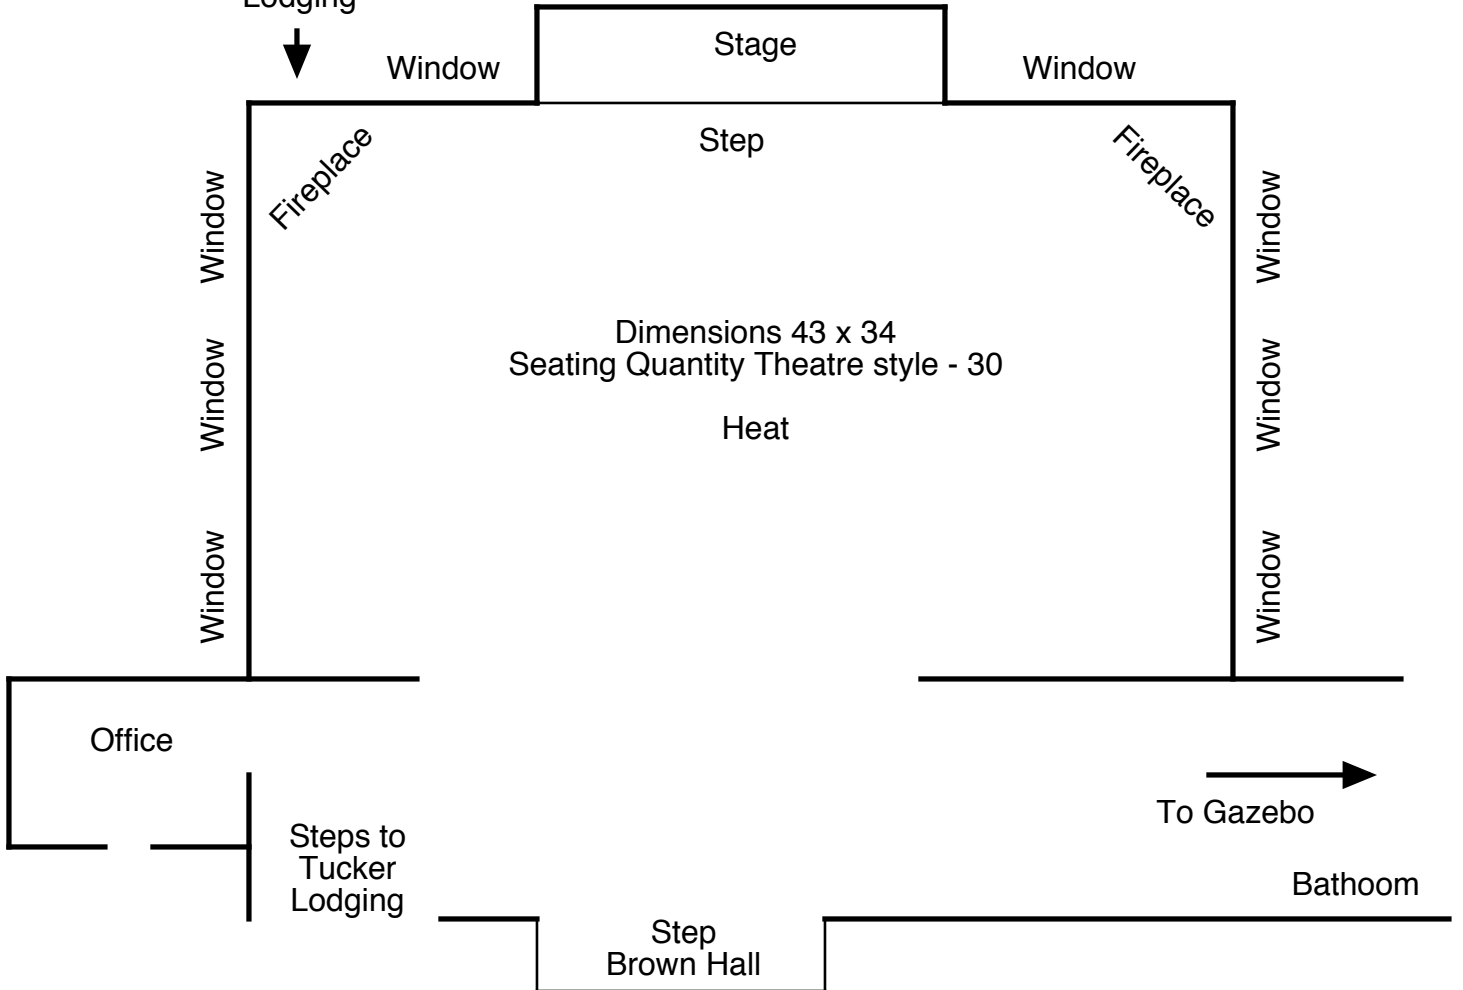 Lodging
Stage
Window
Window
Step
Fireplace
Fireplace
Window
Window
Dimensions 43 x 34
Seating Quantity Theatre style - 30
Window
Window
Heat
Window
Window
Office
To Gazebo
Steps to
Tucker
Lodging
Bathoom
Step
Brown Hall